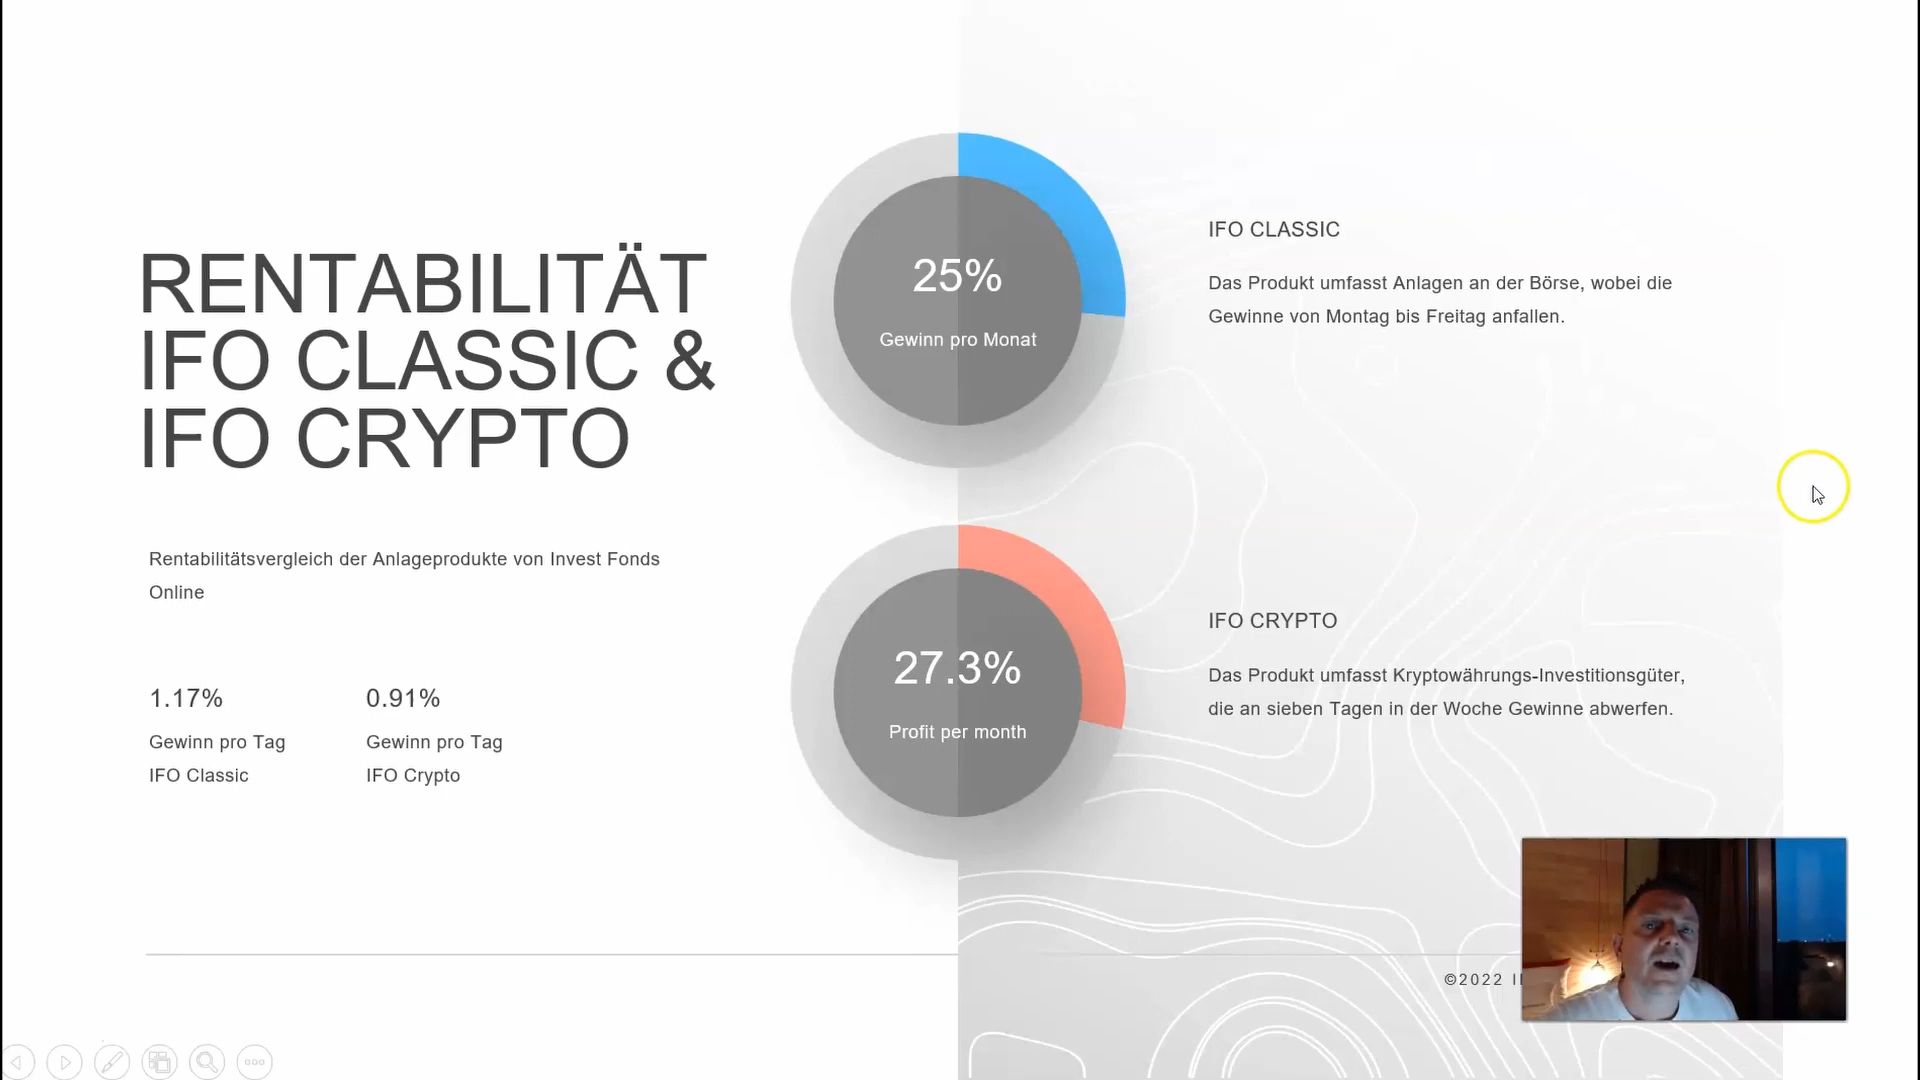 RENTABILITÄT
IFO CLASSIC &
IFO CRYPTO
Rentabilitätsvergleich der Anlageprodukte von Invest Fonds
Online
1.17%
Gewinn pro Tag
IFO Classic
0.91%
Gewinn pro Tag
IFO Crypto
25%
Gewinn pro Monat
IFO CLASSIC
Das Produkt umfasst Anlagen an der Börse, wobei die
Gewinne von Montag bis Freitag anfallen.
27.3%
Profit per month
IFO CRYPTO
Das Produkt umfasst Kryptowährungs-Investitionsgüter,
die an sieben Tagen in der Woche Gewinne abwerfen.
©2022